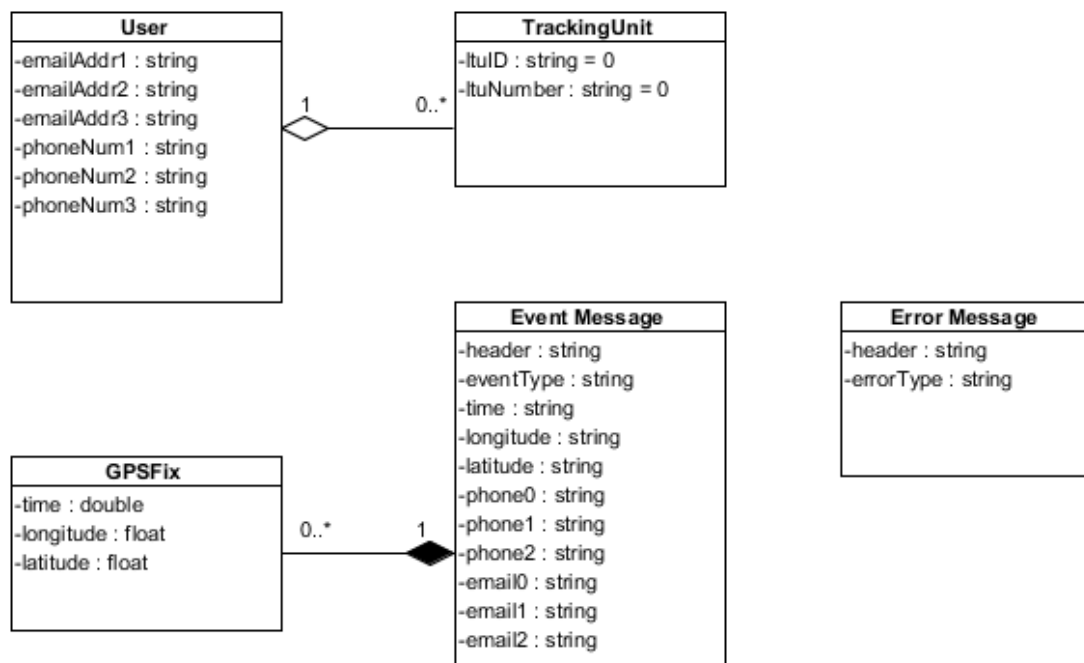 User
-emailAddr1 : string
-emailAddr2 : string
-emailAddr3 : string
-phoneNum1 : string
-phoneNum2 : string
-phoneNum3 : string
1
0..*
TrackingUnit
-ltuID : string = 0
-ltuNumber : string = 0
Event Message
-header : string
-eventType : string
-time : string
-longitude : string
-latitude : string
-phone0 : string
-phone1 : string
-phone2 : string
-email0 : string
-email1 : string
-email2 : string
Error Message
-header : string
-errorType : string
GPSFix
-time : double
-longitude : float
-latitude : float
0..*
1